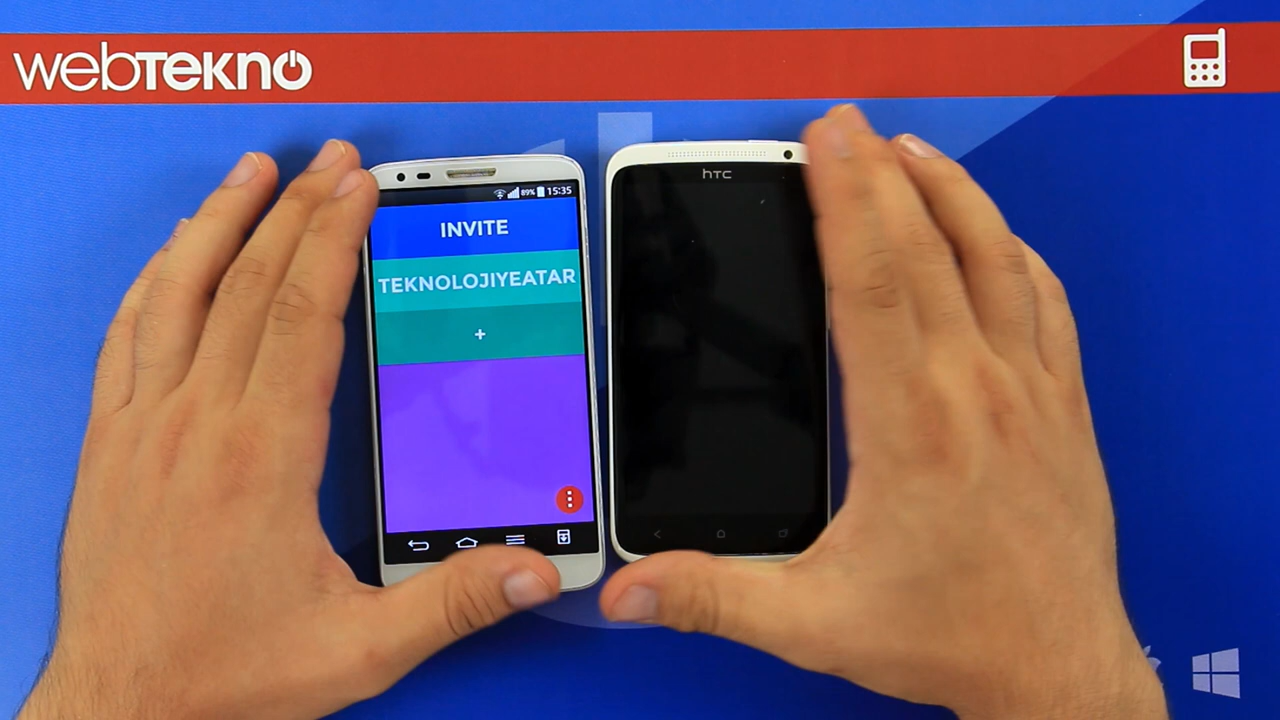 webTEKNO
hTC
89% 15:35
INVITE
TEKNOLOJIYEATAR
+